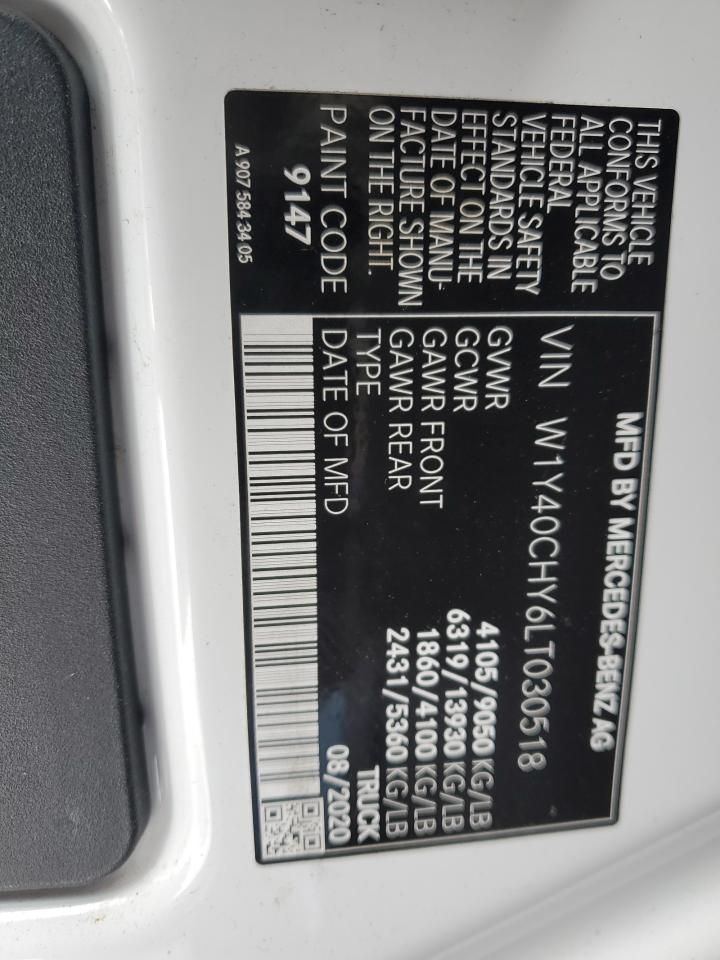 THIS VEHICLE
CONFORMS TO
ALL APPLICABLE
FEDERAL
VEHICLE SAFETY
STANDARDS IN
EFFECT ON THE
DATE OF MANU-
FACTURE SHOWN
ON THE RIGHT.
PAINT CODE
9147
A 907 584 34 05
MFD BY MERCEDES-BENZ AG
VIN W1Y40CHY6LT030518
GVWR 4105/9050 KG/LB
GCWR 6319/13930 KG/LB
GAWR FRONT 1860/4100 KG/LB
GAWR REAR 2431/5360 KG/LB
TYPE TRUCK
DATE OF MFD 08/2020